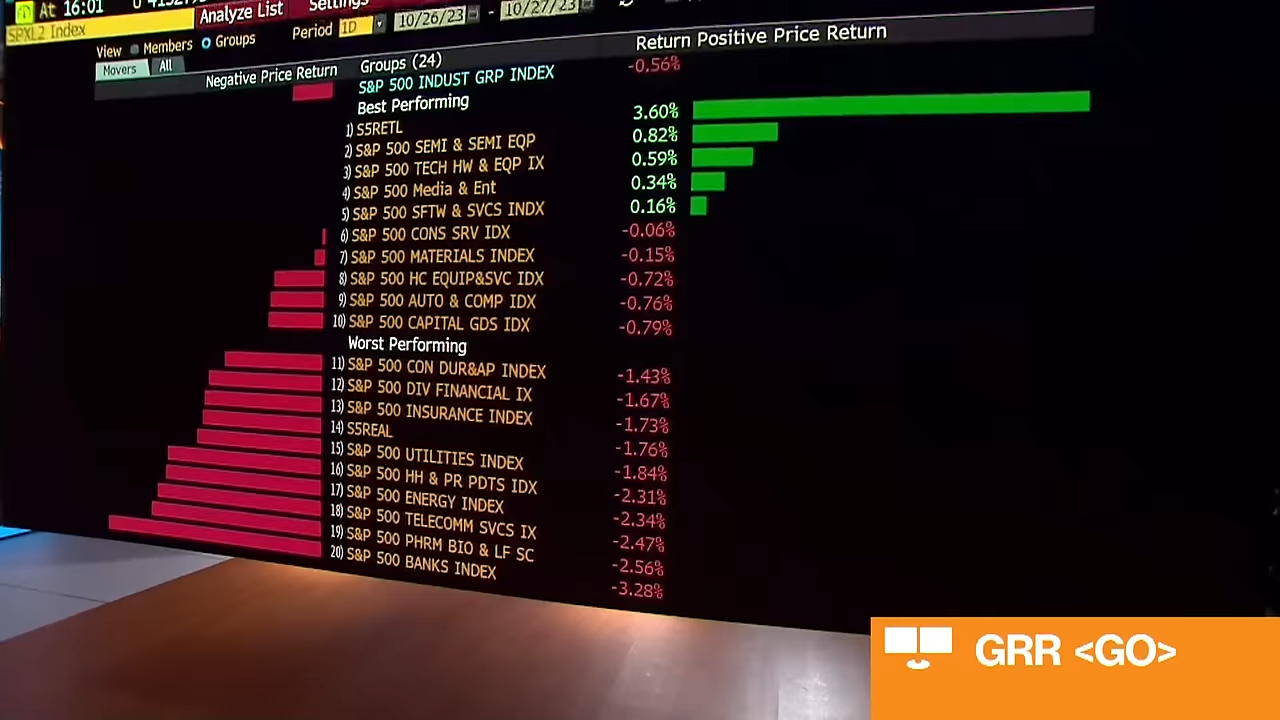 At 16:01
SPXL2 Index
Analyze List
View Members Groups Period 1D 10/26/23 - 10/27/23
Movers All
Negative Price Return Groups (24) Return Positive Price Return
S&P 500 INDUST GRP INDEX -0.56%
Best Performing
1) S5RETL 3.60%
2) S&P 500 SEMI & SEMI EQP 0.82%
3) S&P 500 TECH HW & EQP IX 0.59%
4) S&P 500 Media & Ent 0.34%
5) S&P 500 SFTW & SVCS INDX 0.16%
6) S&P 500 CONS SRV IDX -0.06%
7) S&P 500 MATERIALS INDEX -0.15%
8) S&P 500 HC EQUIP&SVC IDX -0.72%
9) S&P 500 AUTO & COMP IDX -0.76%
10) S&P 500 CAPITAL GDS IDX -0.79%
Worst Performing
11) S&P 500 CON DUR&AP INDEX -1.43%
12) S&P 500 DIV FINANCIAL IX -1.67%
13) S&P 500 INSURANCE INDEX -1.73%
14) S5REAL -1.76%
15) S&P 500 UTILITIES INDEX -1.84%
16) S&P 500 HH & PR PDTS IDX -2.31%
17) S&P 500 ENERGY INDEX -2.34%
18) S&P 500 TELECOMM SVCS IX -2.47%
19) S&P 500 PHRM BIO & LF SC -2.56%
20) S&P 500 BANKS INDEX -3.28%
GRR <GO>